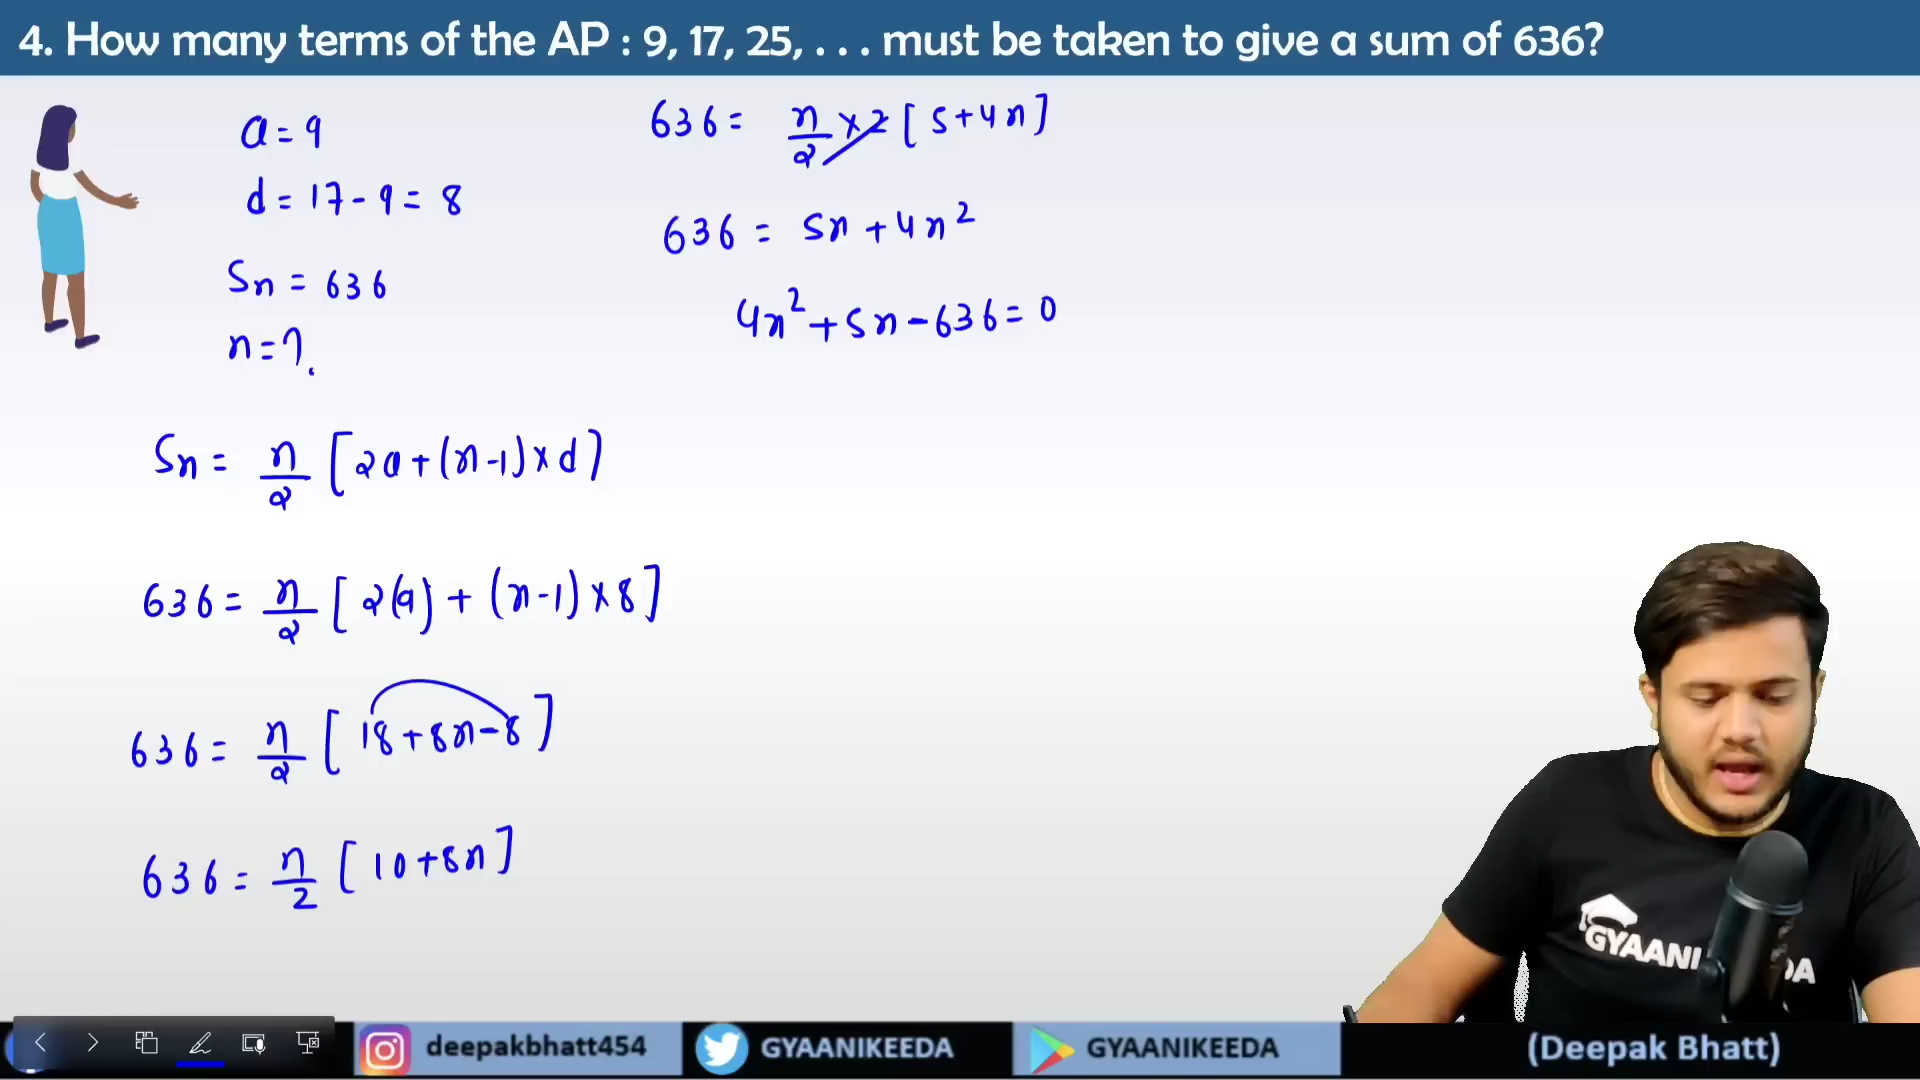 4. How many terms of the AP : 9, 17, 25, . . . must be taken to give a sum of 636?
a = 9
d = 17 - 9 = 8
Sn = 636
n = ?.
Sn = n/2 [2a + (n-1) × d]
636 = n/2 [2(9) + (n-1) × 8]
636 = n/2 [18 + 8n - 8]
636 = n/2 [10 + 8n]
636 = n/2 × 2 [5 + 4n]
636 = 5n + 4n²
4n² + 5n - 636 = 0
GYAANI DA
deepakbhatt454
GYAANIKEEDA
GYAANIKEEDA
(Deepak Bhatt)